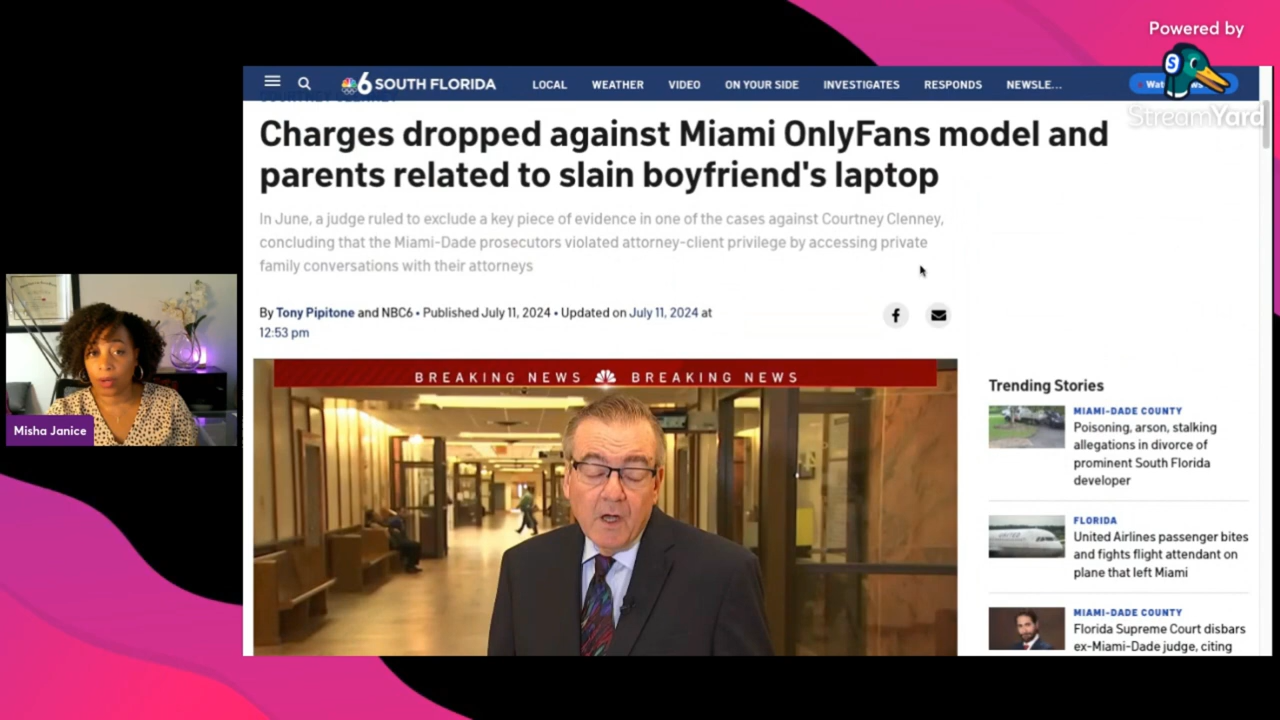 Powered by
StreamYard
6 SOUTH FLORIDA
LOCAL
WEATHER
VIDEO
ON YOUR SIDE
INVESTIGATES
RESPONDS
NEWSLE...
Charges dropped against Miami OnlyFans model and
parents related to slain boyfriend's laptop
In June, a judge ruled to exclude a key piece of evidence in one of the cases against Courtney Clenney,
concluding that the Miami-Dade prosecutors violated attorney-client privilege by accessing private
family conversations with their attorneys
By Tony Pipitone and NBC6 • Published July 11, 2024 • Updated on July 11, 2024 at
12:53 pm
BREAKING NEWS BREAKING NEWS
Misha Janice
Trending Stories
MIAMI-DADE COUNTY
Poisoning, arson, stalking
allegations in divorce of
prominent South Florida
developer
FLORIDA
United Airlines passenger bites
and fights flight attendant on
plane that left Miami
MIAMI-DADE COUNTY
Florida Supreme Court disbars
ex-Miami-Dade judge, citing